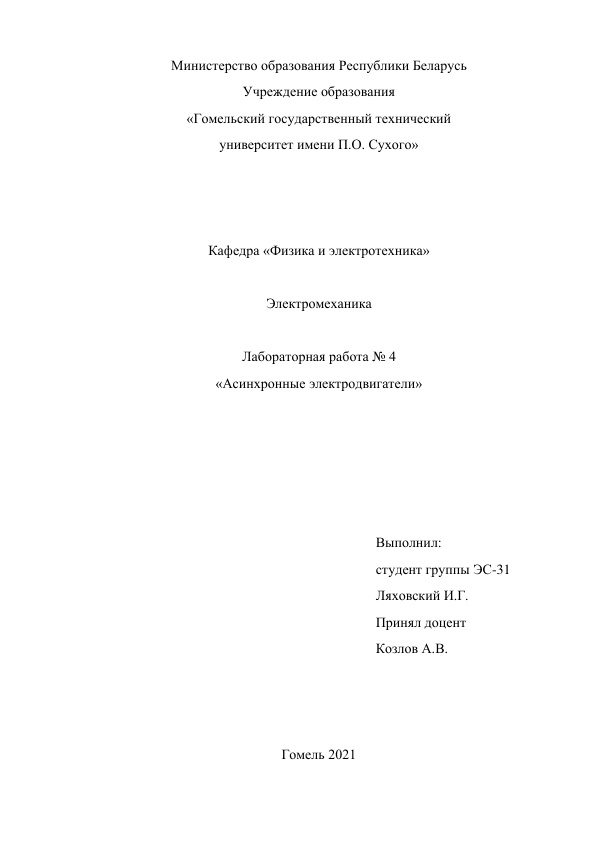 Министерство образования Республики Беларусь
Учреждение образования
«Гомельский государственный технический
университет имени П.О. Сухого»
Кафедра «Физика и электротехника»
Электромеханика
Лабораторная работа № 4
«Асинхронные электродвигатели»
Выполнил:
студент группы ЭС-31
Ляховский И.Г.
Принял доцент
Козлов А.В.
Гомель 2021